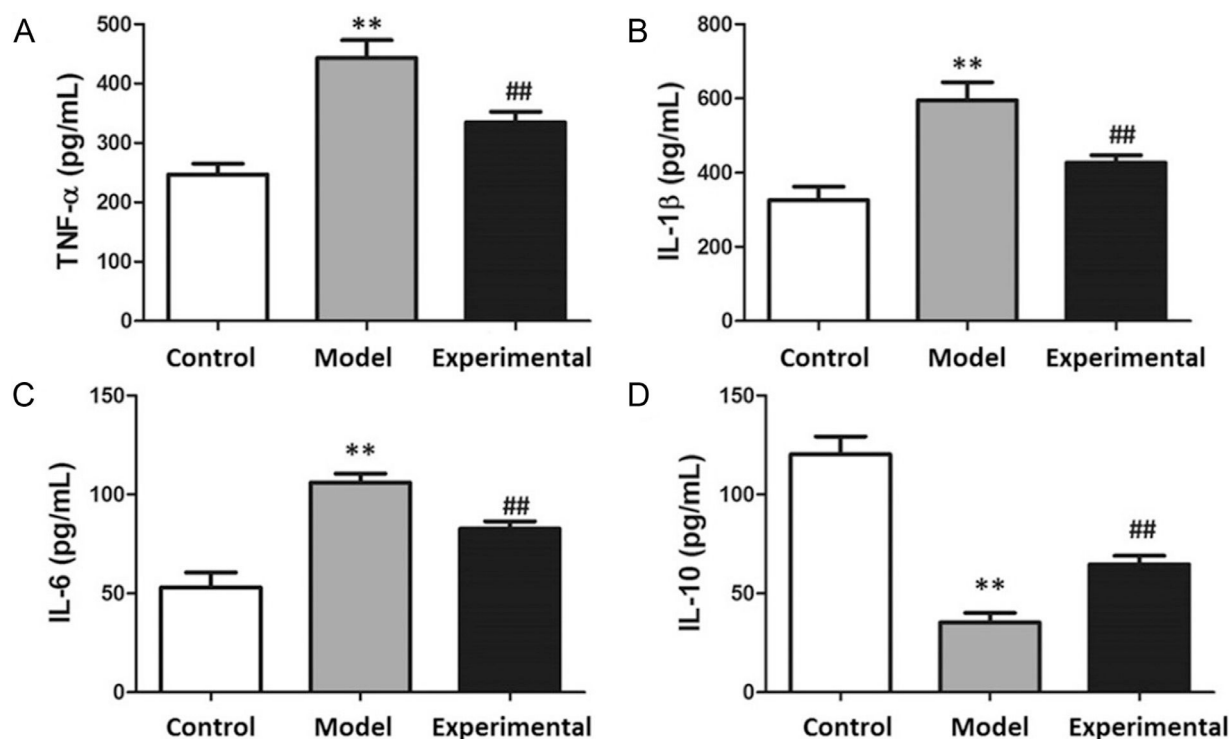 A
TNF-α (pg/mL)
500
400
300
200
100
0
**
##
Control Model Experimental
B
IL-1β (pg/mL)
800
600
400
200
0
**
##
Control Model Experimental
C
IL-6 (pg/mL)
150
100
50
0
**
##
Control Model Experimental
D
IL-10 (pg/mL)
150
100
50
0
**
##
Control Model Experimental